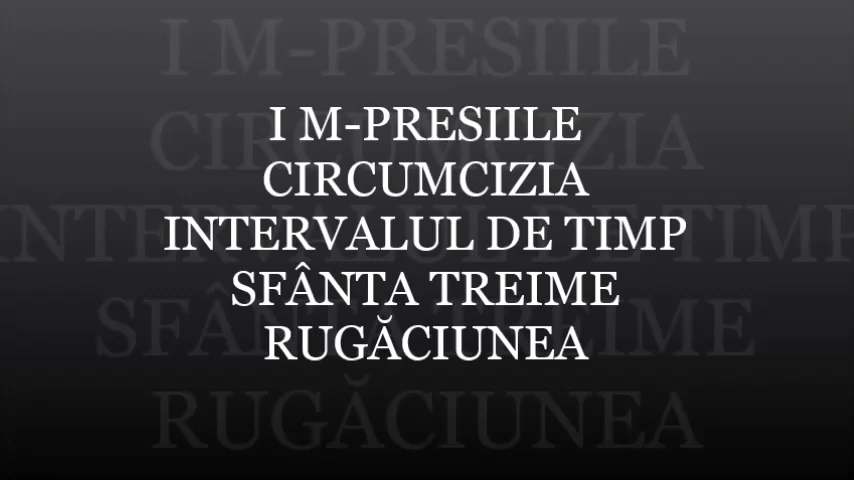 I M-PRESIILE
CIRCUMCIZIA
INTERVALUL DE TIMP
SFÂNTA TREIME
RUGĂCIUNEA